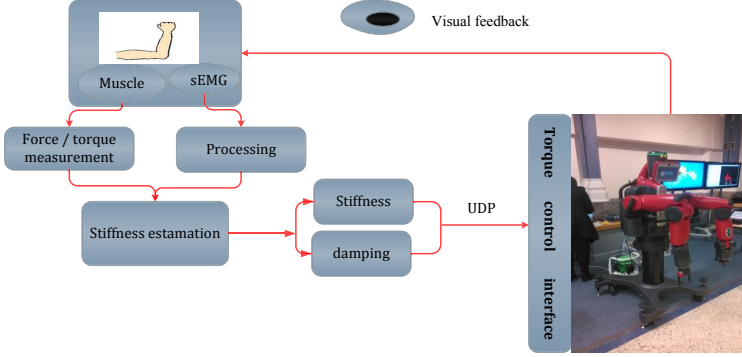 Visual feedback
Muscle
sEMG
Force / torque
measurement
Processing
Stiffness estamation
Stiffness
damping
UDP
Torque control interface